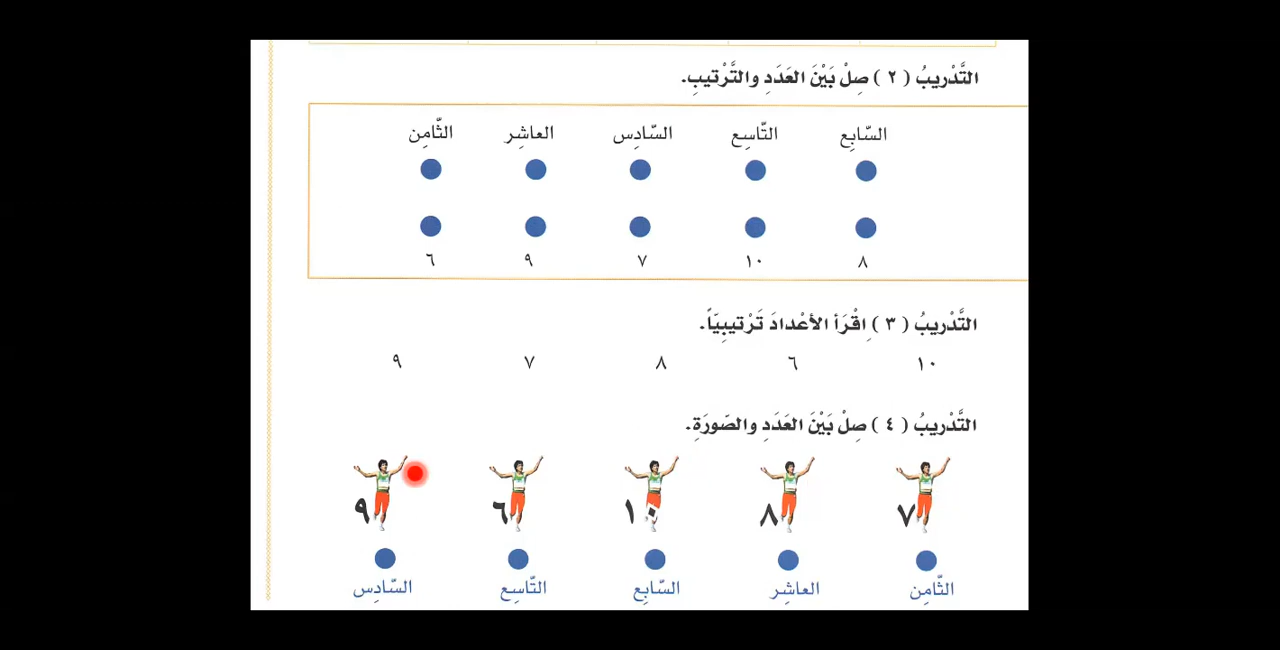 التَّدْريبُ ( ٢ ) صِلْ بَيْنَ العَدَدِ والتَّرْتيبِ.
السّابِع التّاسِع السّادِس العاشِر الثّامِن
٨ ١٠ ٧ ٩ ٦
التَّدْريبُ ( ٣ ) اِقْرَأ الأعْدادَ تَرْتيبِيّاً.
١٠ ٦ ٨ ٧ ٩
التَّدْريبُ ( ٤ ) صِلْ بَيْنَ العَدَدِ والصّورَةِ.
٧ ٨ ١٠ ٦ ٩
الثّامِن العاشِر السّابِع التّاسِع السّادِس